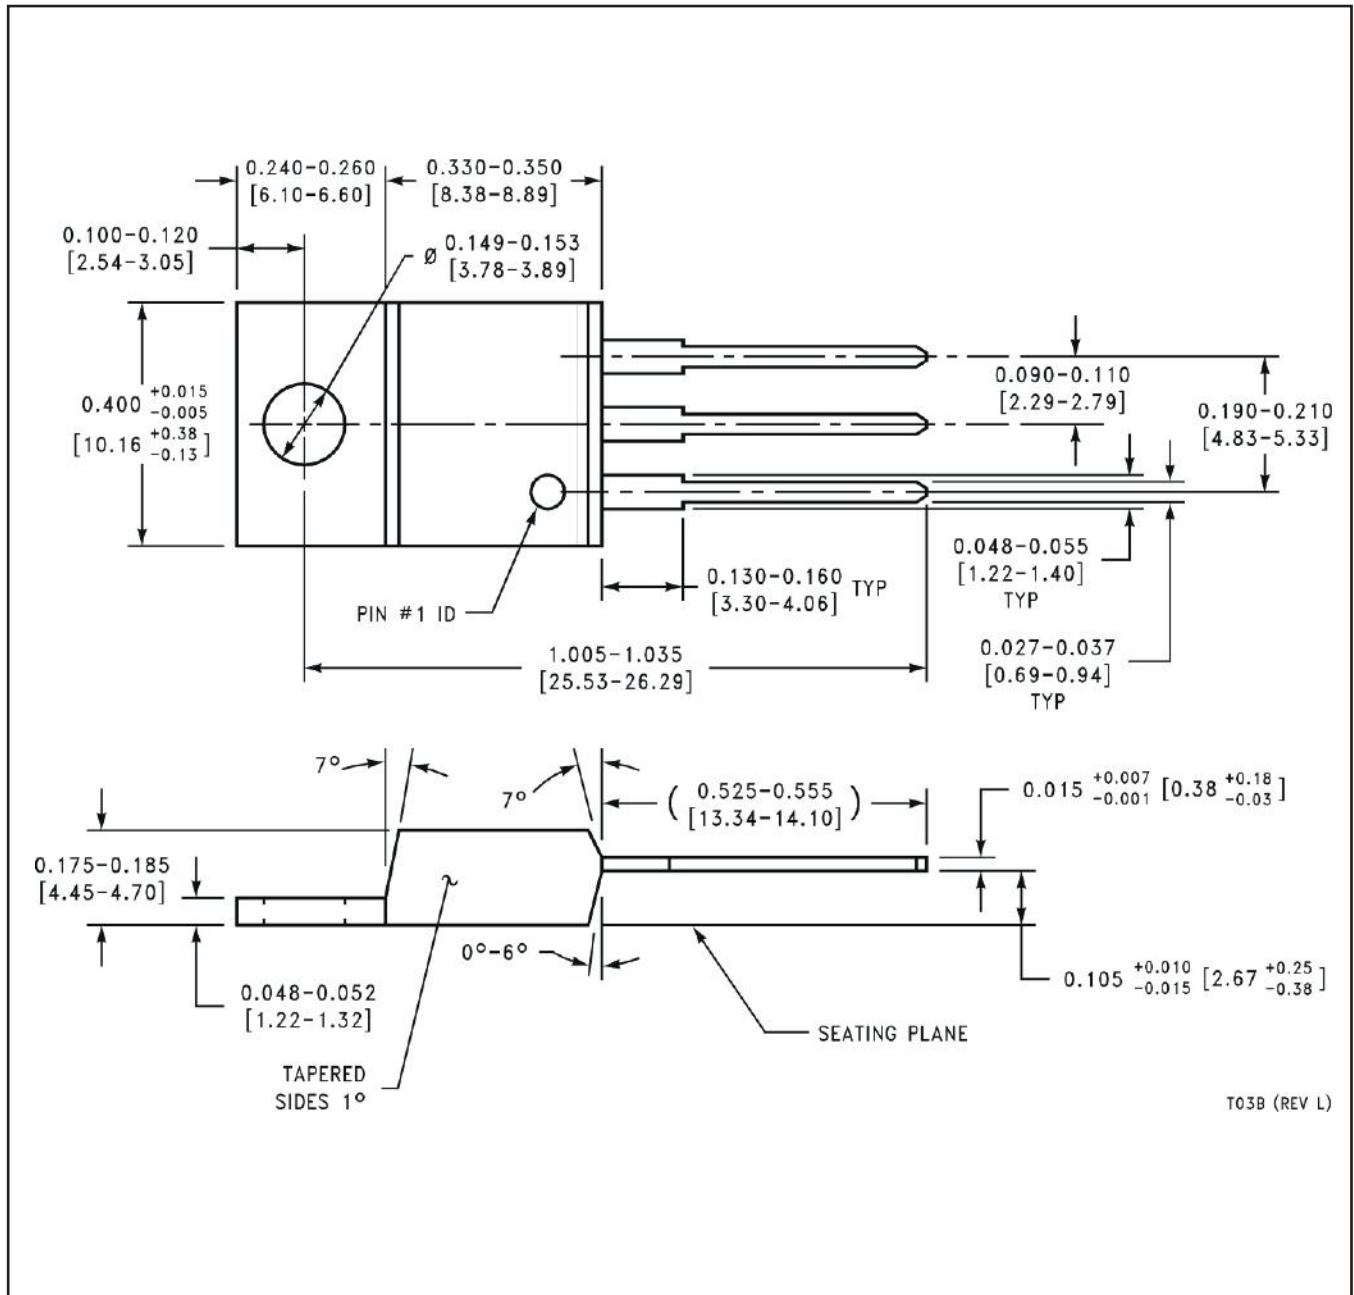 0.240-0.260
[6.10-6.60]
0.330-0.350
[8.38-8.89]
0.100-0.120
[2.54-3.05]
Ø 0.149-0.153
[3.78-3.89]
0.400 +0.015 -0.005
[10.16 +0.38 -0.13]
0.090-0.110
[2.29-2.79]
0.190-0.210
[4.83-5.33]
0.048-0.055
[1.22-1.40]
TYP
0.130-0.160 TYP
[3.30-4.06]
PIN #1 ID
1.005-1.035
[25.53-26.29]
0.027-0.037
[0.69-0.94]
TYP
7°
7°
(0.525-0.555
[13.34-14.10])
0.015 +0.007 -0.001 [0.38 +0.18 -0.03]
0.175-0.185
[4.45-4.70]
0°-6°
0.105 +0.010 -0.015 [2.67 +0.25 -0.38]
0.048-0.052
[1.22-1.32]
SEATING PLANE
TAPERED
SIDES 1°
T03B (REV L)